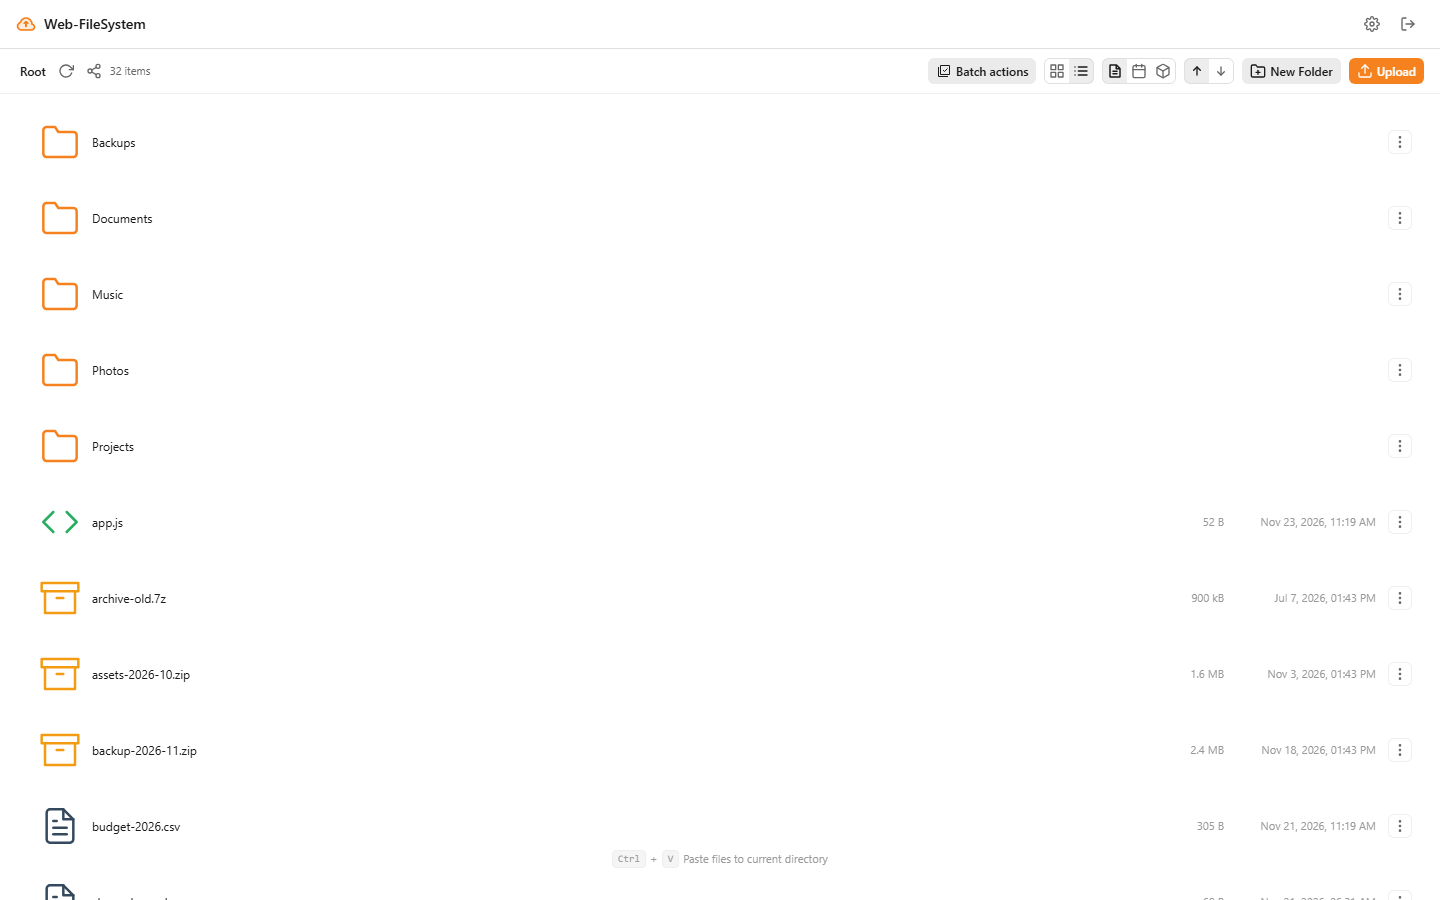 Web-FileSystem
Root 32 items Batch actions New Folder Upload
Backups
Documents
Music
Photos
Projects
app.js 52 B Nov 23, 2026, 11:19 AM
archive-old.7z 900 kB Jul 7, 2026, 01:43 PM
assets-2026-10.zip 1.6 MB Nov 3, 2026, 01:43 PM
backup-2026-11.zip 2.4 MB Nov 18, 2026, 01:43 PM
budget-2026.csv 305 B Nov 21, 2026, 11:19 AM
Ctrl + V Paste files to current directory